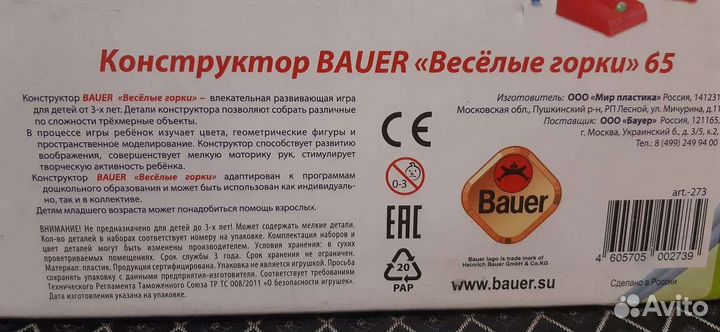 Конструктор BAUER «Весёлые горки» 65
Конструктор BAUER «Весёлые горки» – увлекательная развивающая игра
для детей от 3-х лет. Детали конструктора позволяют собрать различные
по сложности трёхмерные объекты.
В процессе игры ребёнок изучает цвета, геометрические фигуры и
пространственное моделирование. Конструктор способствует развитию
воображения, совершенствует мелкую моторику рук, стимулирует
творческую активность ребёнка.
Конструктор BAUER «Весёлые горки» адаптирован к программам
дошкольного образования и может быть использован как индивидуаль-
но, так и в коллективе.
Детям младшего возраста может понадобиться помощь взрослых.
ВНИМАНИЕ! Не предназначено для детей до 3-х лет! Может содержать мелкие детали.
Кол-во деталей в наборах соответствует номеру на упаковке. Комплектация наборов и
цвет деталей могут быть изменены производителем. Условия хранения: в сухих
проветриваемых помещениях. Срок службы 3 года. Срок хранения не ограничен.
Материал: пластик. Продукция сертифицирована. Упаковка не является игрушкой. Просьба
сохранять упаковку с данными предприятия-изготовителя. Соответствует требованиям
Технического Регламента Таможенного Союза ТР ТС 008/2011 «О безопасности игрушек».
Дата изготовления указана на упаковке.
CE
0-3
EAC
20
PAP
Изготовитель: ООО «Мир пластика» Россия, 141231
Московская обл., Пушкинский р-н, РП Лесной, ул. Мичурина, д.11
Поставщик: ООО «Бауер» Россия, 121165,
г. Москва, Украинский б., д. 3/5, к.2,
Тел.: 8 (499) 249 94 00
Bauer
Bauer logo is trade mark of
Heinrich Bauer GmbH & Co.KG
www.bauer.su
art.-273
4 605705 002739
Сделано в России
Avito